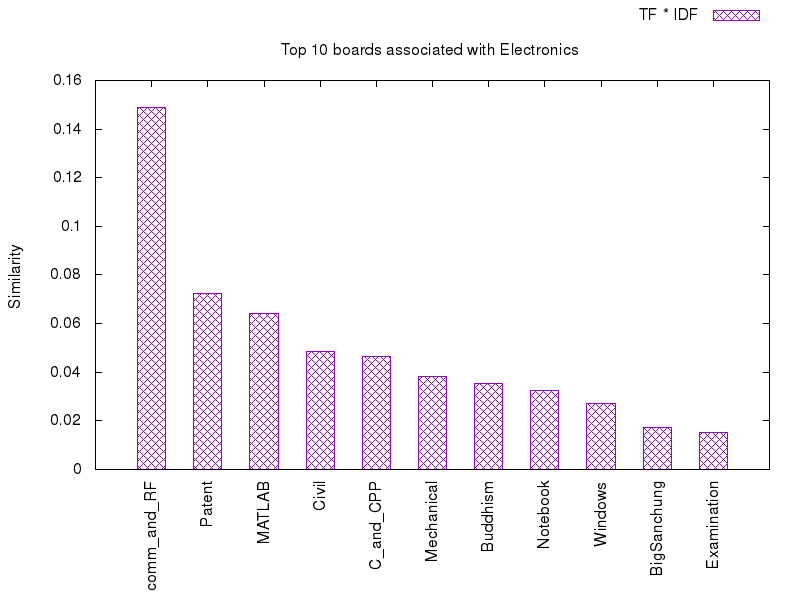 TF * IDF
Top 10 boards associated with Electronics
0.16
0.14
0.12
0.1
0.08
0.06
0.04
0.02
0
Similarity
comm_and_RF
Patent
MATLAB
Civil
C_and_CPP
Mechanical
Buddhism
Notebook
Windows
BigSanchung
Examination